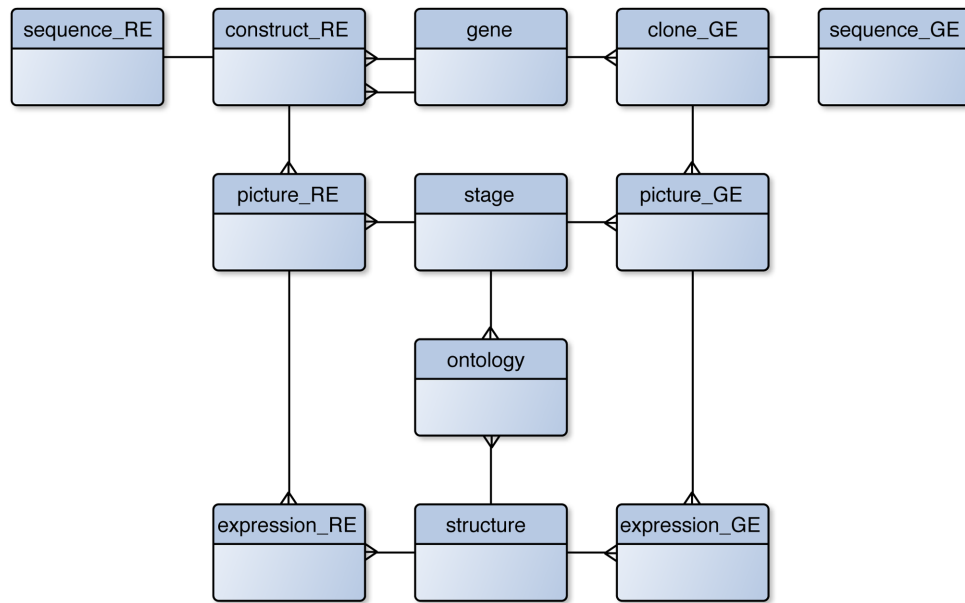 sequence_RE
construct_RE
gene
clone_GE
sequence_GE
picture_RE
stage
picture_GE
ontology
expression_RE
structure
expression_GE